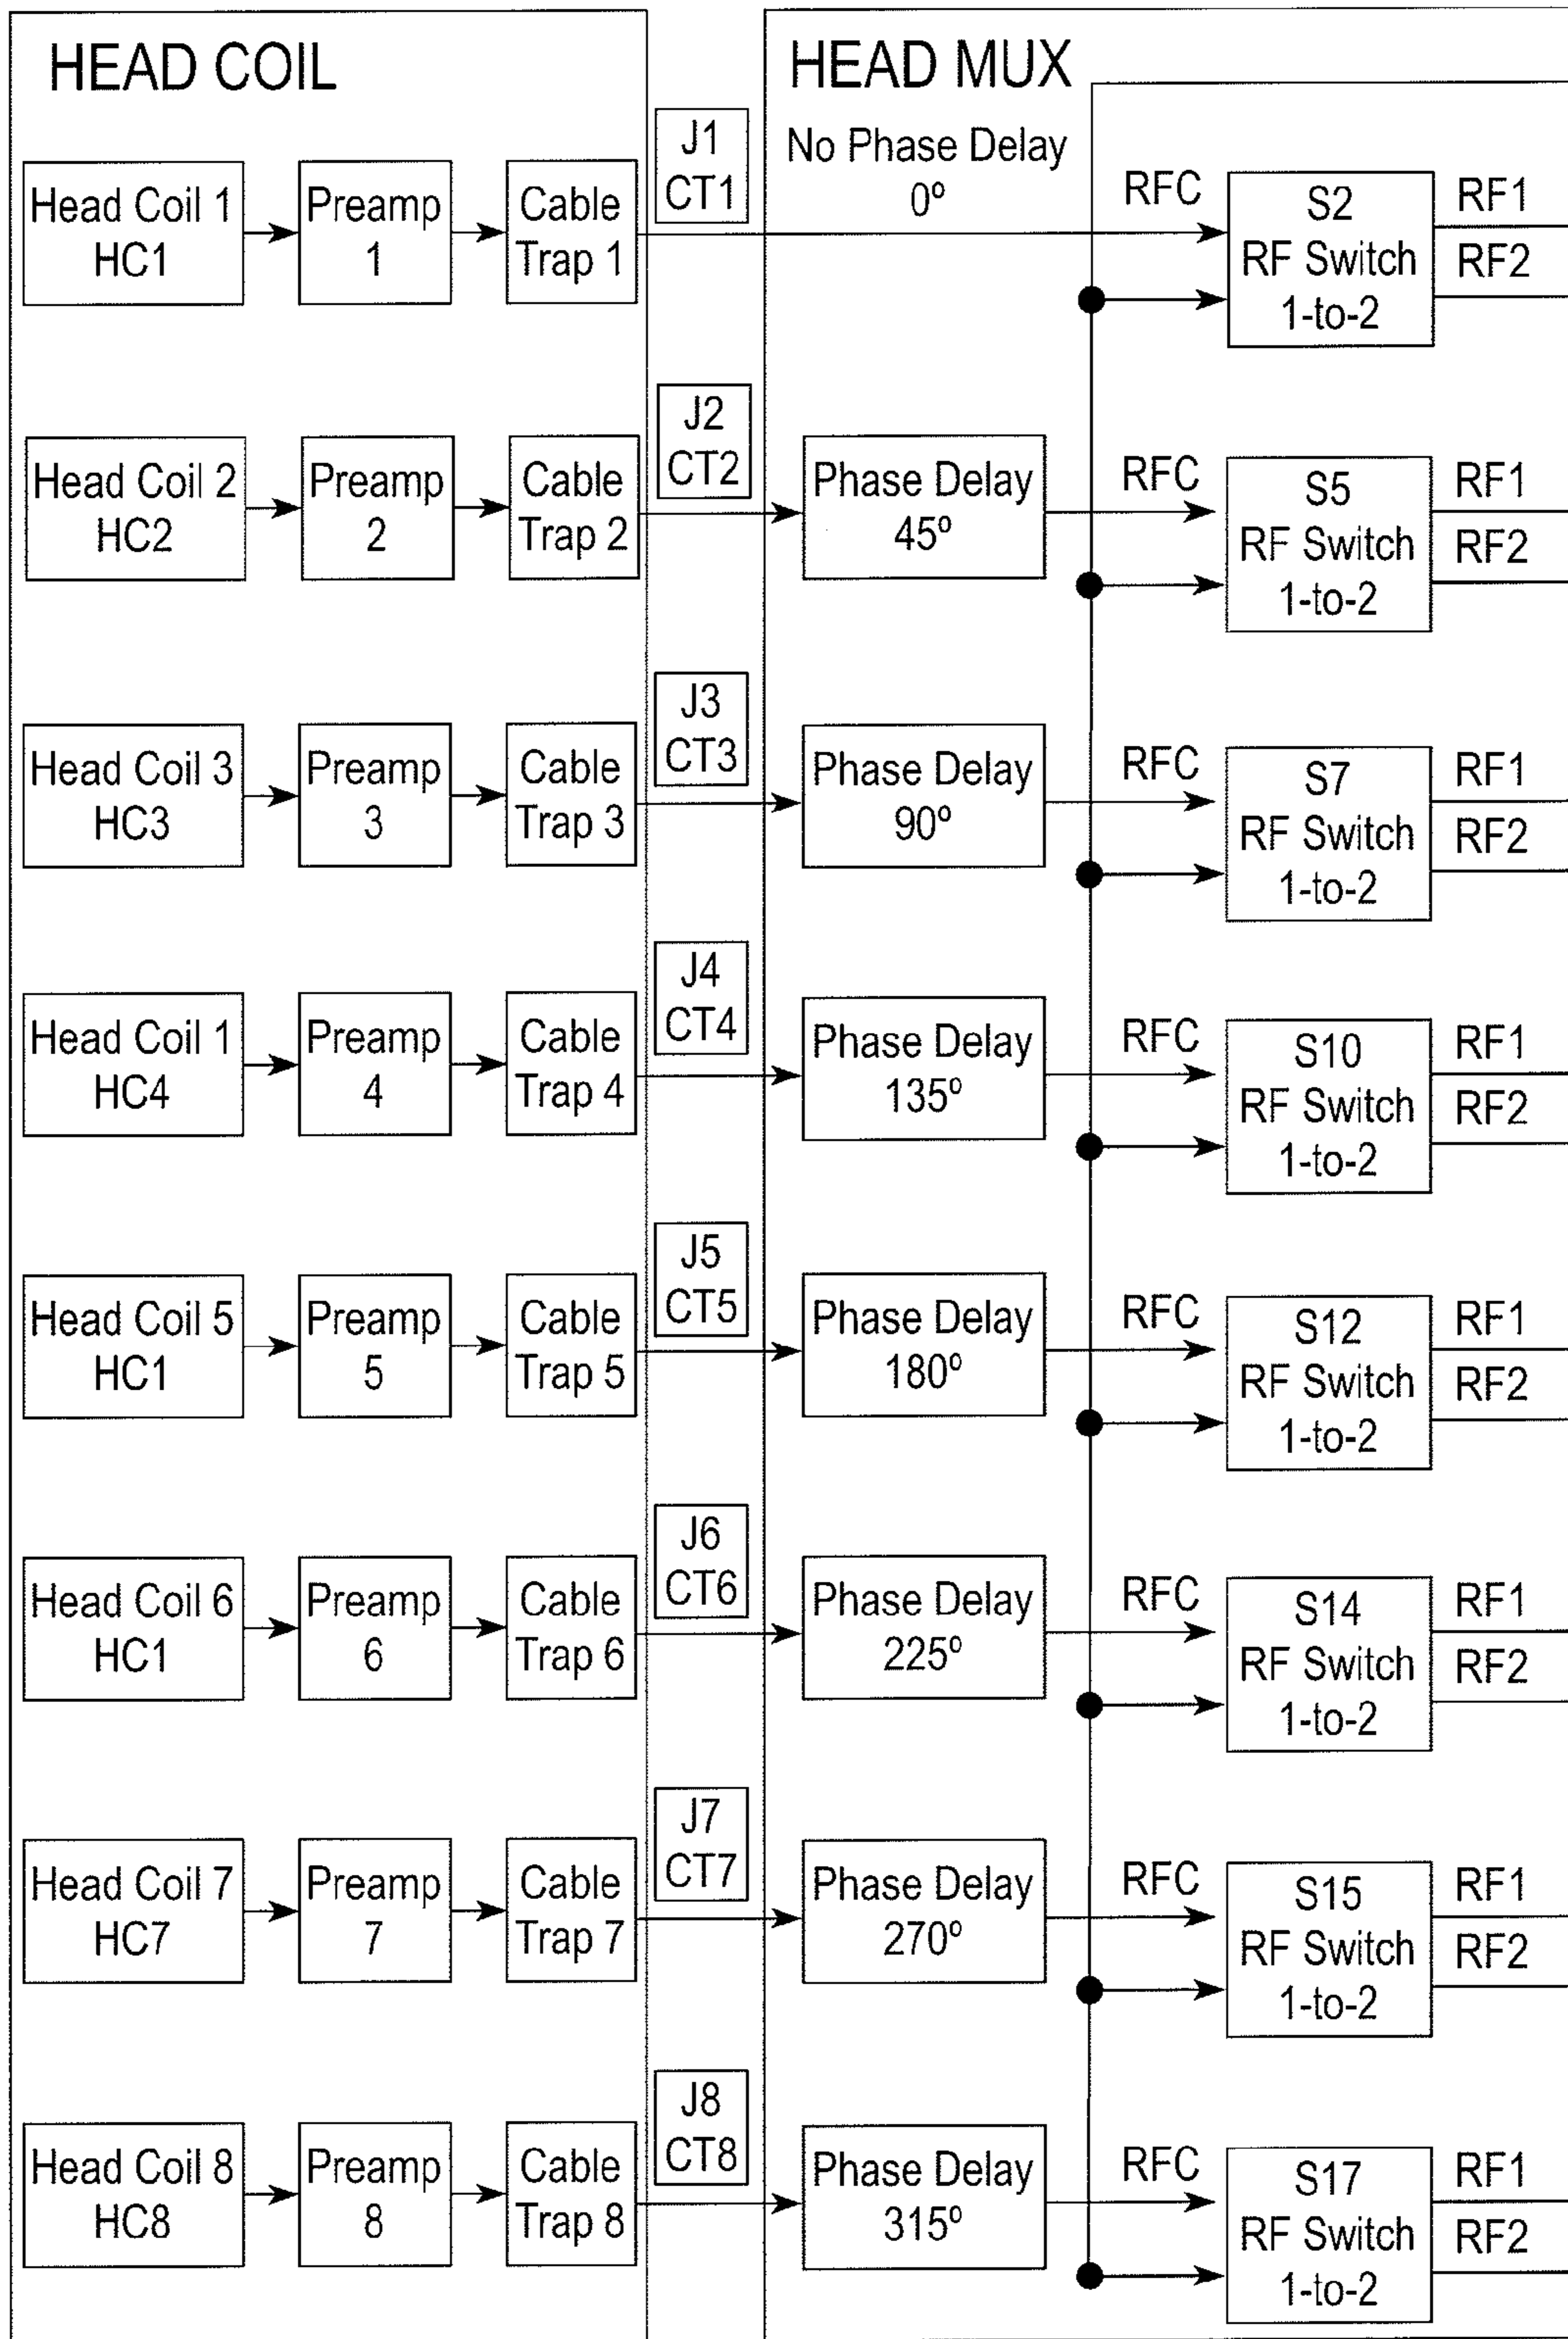 HEAD COIL
HEAD MUX
No Phase Delay
0º
Head Coil 1
HC1
Preamp
1
Cable
Trap 1
J1
CT1
RFC
S2
RF Switch
1-to-2
RF1
RF2
Head Coil 2
HC2
Preamp
2
Cable
Trap 2
J2
CT2
Phase Delay
45º
RFC
S5
RF Switch
1-to-2
RF1
RF2
Head Coil 3
HC3
Preamp
3
Cable
Trap 3
J3
CT3
Phase Delay
90º
RFC
S7
RF Switch
1-to-2
RF1
RF2
Head Coil 1
HC4
Preamp
4
Cable
Trap 4
J4
CT4
Phase Delay
135º
RFC
S10
RF Switch
1-to-2
RF1
RF2
Head Coil 5
HC1
Preamp
5
Cable
Trap 5
J5
CT5
Phase Delay
180º
RFC
S12
RF Switch
1-to-2
RF1
RF2
Head Coil 6
HC1
Preamp
6
Cable
Trap 6
J6
CT6
Phase Delay
225º
RFC
S14
RF Switch
1-to-2
RF1
RF2
Head Coil 7
HC7
Preamp
7
Cable
Trap 7
J7
CT7
Phase Delay
270º
RFC
S15
RF Switch
1-to-2
RF1
RF2
Head Coil 8
HC8
Preamp
8
Cable
Trap 8
J8
CT8
Phase Delay
315º
RFC
S17
RF Switch
1-to-2
RF1
RF2